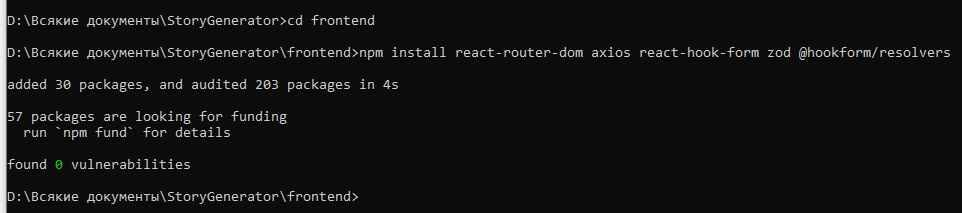 D:\Всякие документы\StoryGenerator>cd frontend
D:\Всякие документы\StoryGenerator\frontend>npm install react-router-dom axios react-hook-form zod @hookform/resolvers
added 30 packages, and audited 203 packages in 4s
57 packages are looking for funding
  run `npm fund` for details
found 0 vulnerabilities
D:\Всякие документы\StoryGenerator\frontend>